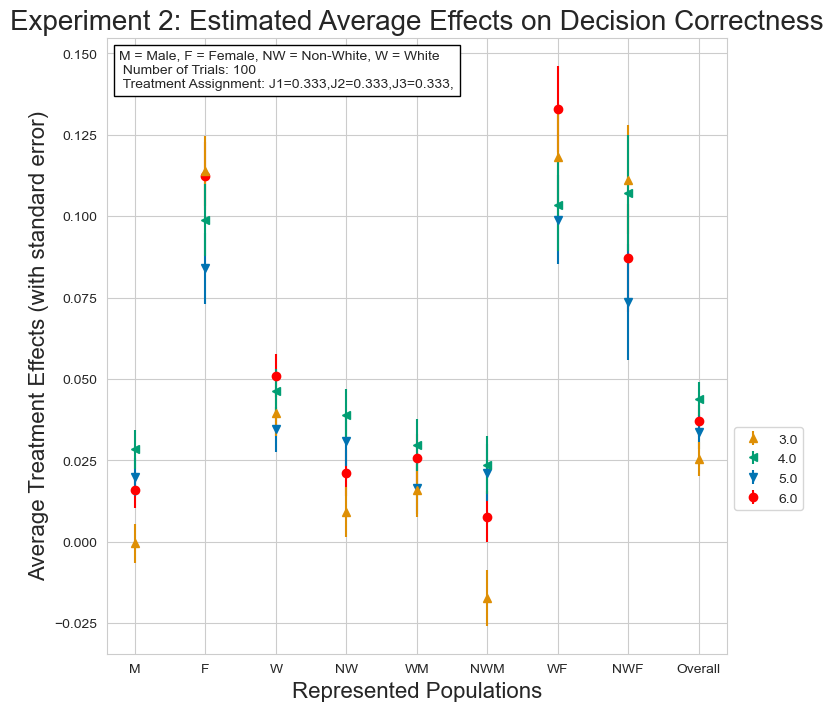 Experiment 2: Estimated Average Effects on Decision Correctness
M = Male, F = Female, NW = Non-White, W = White
Number of Trials: 100
Treatment Assignment: J1=0.333,J2=0.333,J3=0.333,
Average Treatment Effects (with standard error)
0.150
0.125
0.100
0.075
0.050
0.025
0.000
−0.025
3.0
4.0
5.0
6.0
M F W NW WM NWM WF NWF Overall
Represented Populations